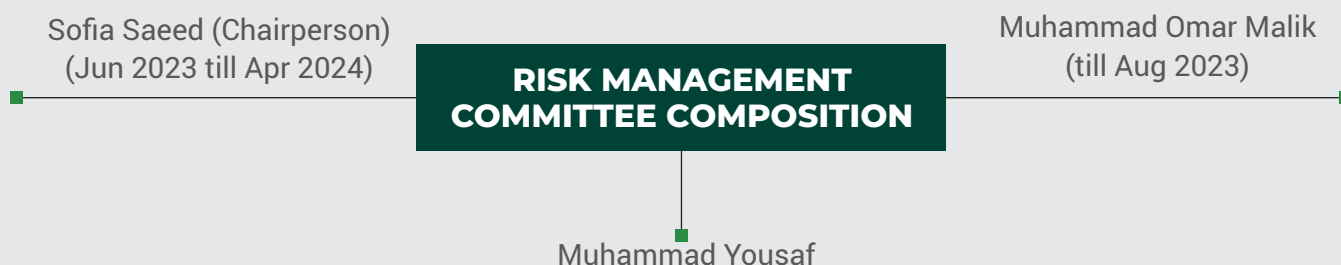 Sofia Saeed (Chairperson)
(Jun 2023 till Apr 2024)
RISK MANAGEMENT
COMMITTEE COMPOSITION
Muhammad Omar Malik
(till Aug 2023)
Muhammad Yousaf